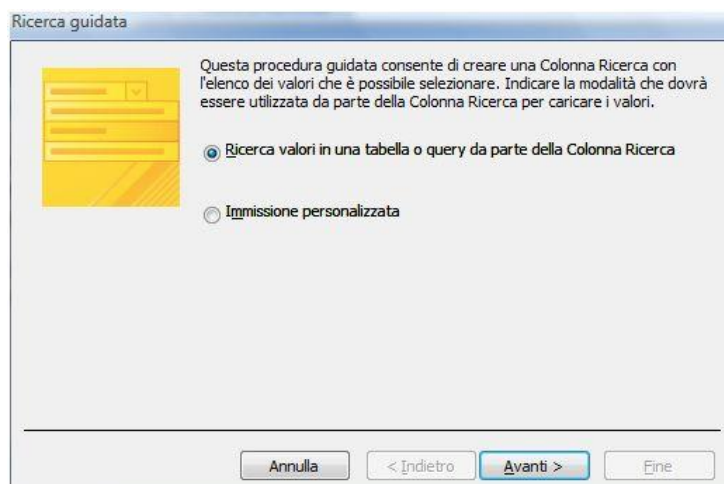 Ricerca guidata
Questa procedura guidata consente di creare una Colonna Ricerca con
l'elenco dei valori che è possibile selezionare. Indicare la modalità che dovrà
essere utilizzata da parte della Colonna Ricerca per caricare i valori.
Ricerca valori in una tabella o query da parte della Colonna Ricerca
Immissione personalizzata
Annulla < Indietro Avanti > Fine